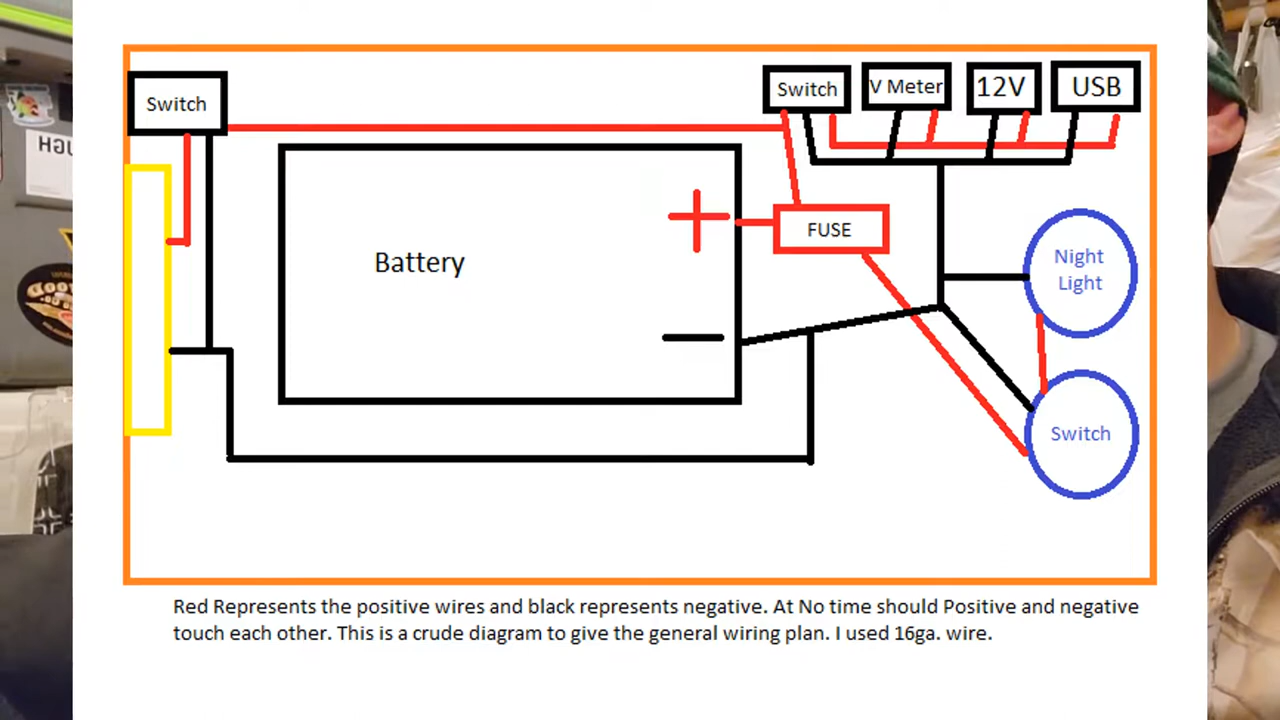 Switch
Switch
V Meter
12V
USB
FUSE
Battery
Night
Light
Switch
Red Represents the positive wires and black represents negative. At No time should Positive and negative
touch each other. This is a crude diagram to give the general wiring plan. I used 16ga. wire.